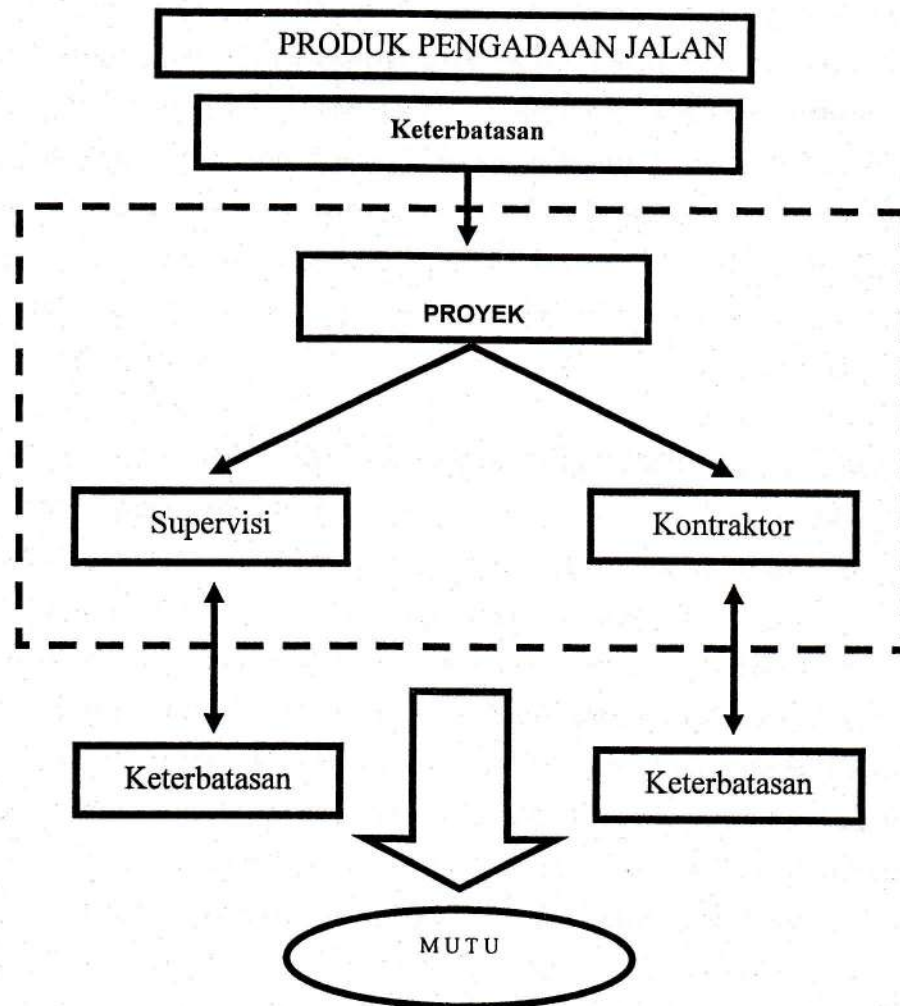 PRODUK PENGADAAN JALAN
Keterbatasan
PROYEK
Supervisi
Kontraktor
Keterbatasan
Keterbatasan
MUTU